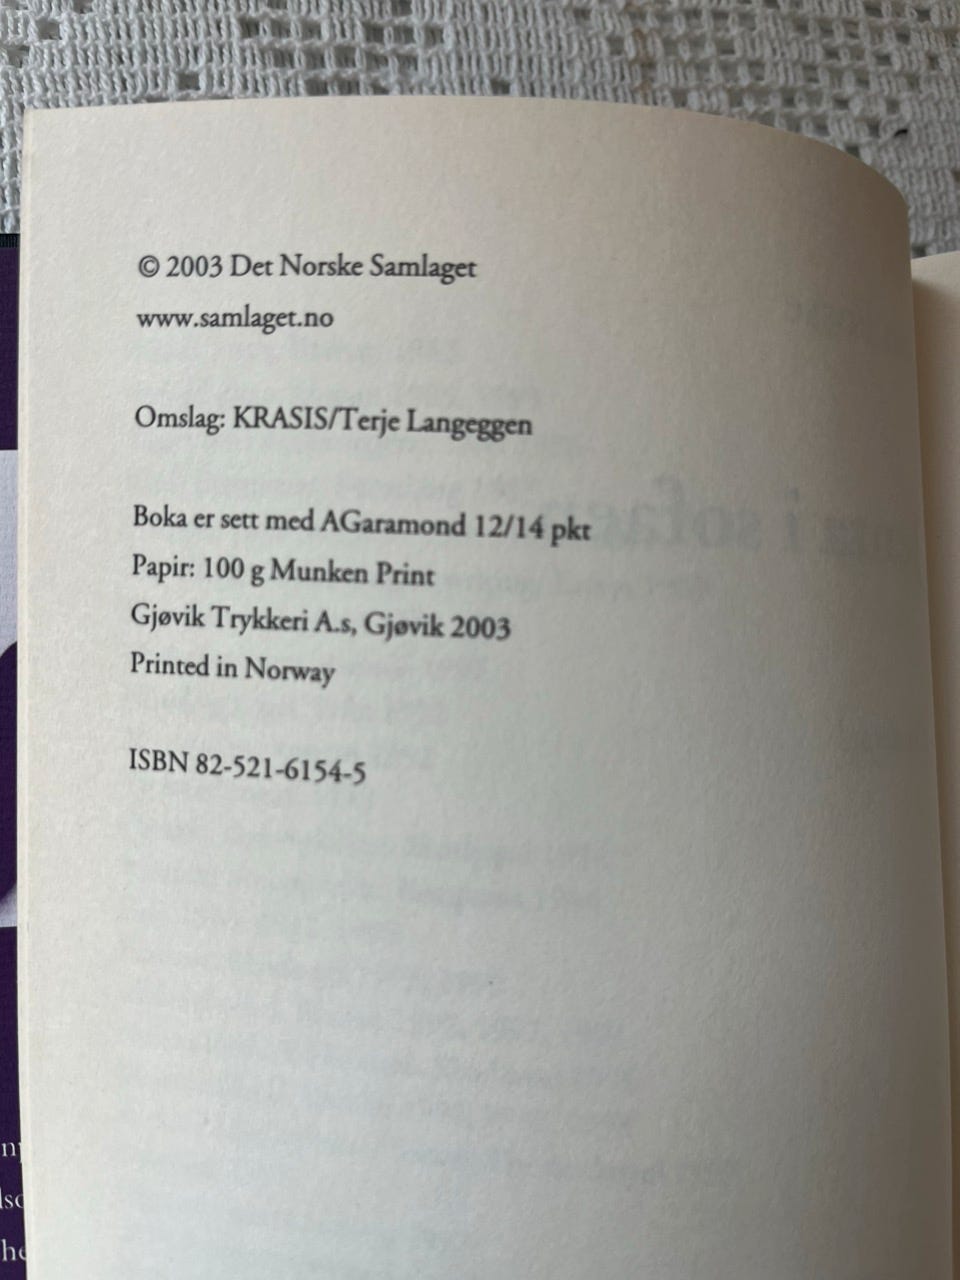 © 2003 Det Norske Samlaget
www.samlaget.no
Omslag: KRASIS/Terje Langeggen
Boka er sett med AGaramond 12/14 pkt
Papir: 100 g Munken Print
Gjøvik Trykkeri A.s, Gjøvik 2003
Printed in Norway
ISBN 82-521-6154-5